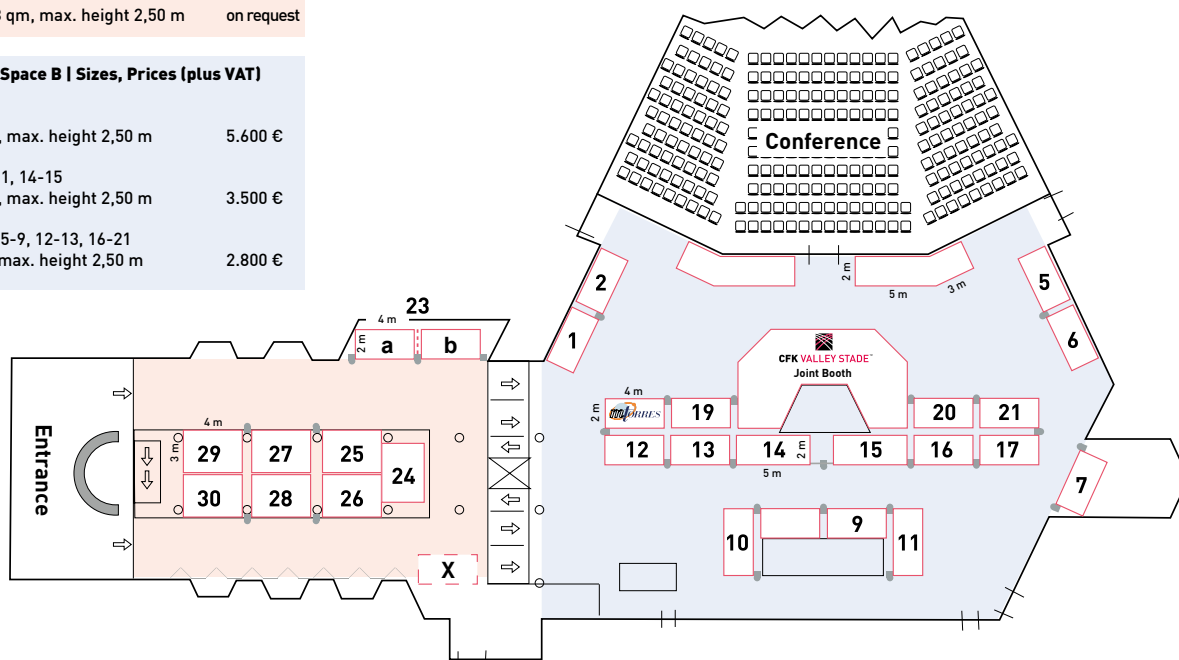 qm, max. height 2,50 m on request
Space B | Sizes, Prices (plus VAT)
, max. height 2,50 m 5.600 €
1, 14-15
, max. height 2,50 m 3.500 €
5-9, 12-13, 16-21
max. height 2,50 m 2.800 €
Conference
2
1
2 m
5 m
3 m
5
6
23
4 m
2 m
a
b
CFK VALLEY STADE
Joint Booth
4 m
2 m
mTORRES
19
20
21
12
13
14
2 m
5 m
15
16
17
7
Entrance
4 m
3 m
29
27
25
24
30
28
26
X
10
9
11